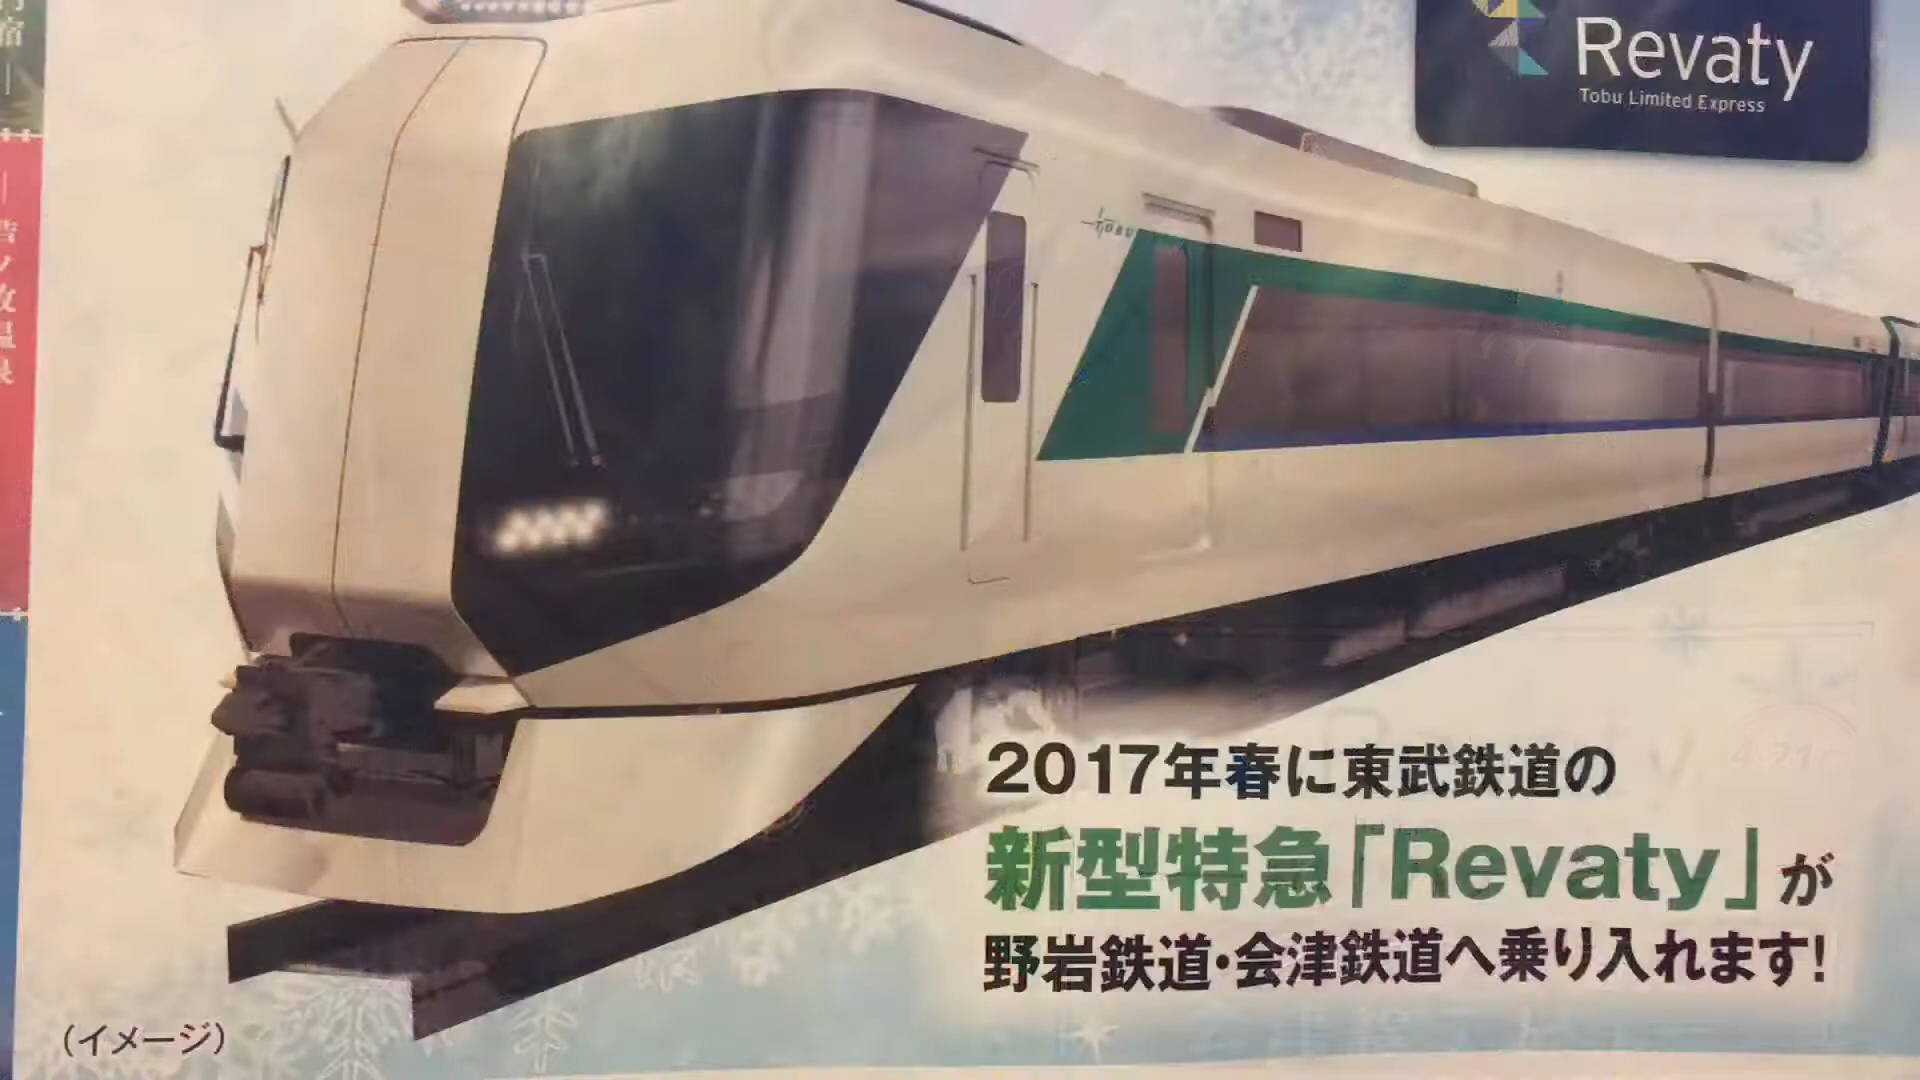 Revaty
Tobu Limited Express
TOBU
2017年春に東武鉄道の
新型特急「Revaty」が
野岩鉄道・会津鉄道へ乗り入れます!
(イメージ)